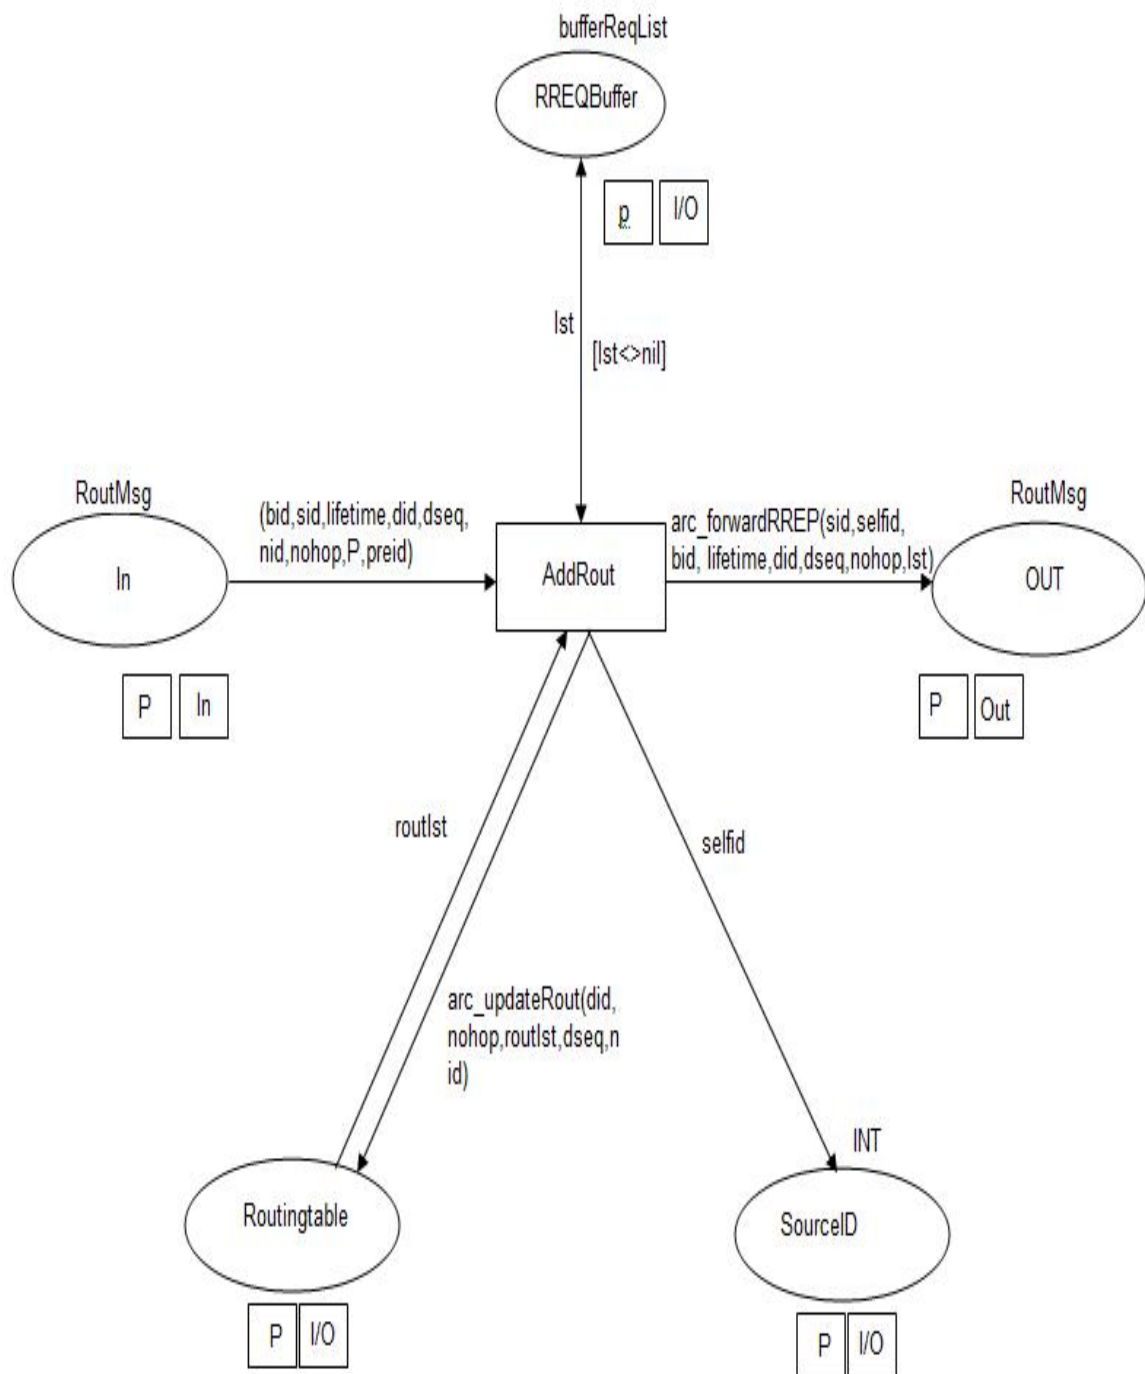 bufferReqList
RREQBuffer
p I/O
lst
[lst<>nil]
RoutMsg
(bid,sid,lifetime,did,dseq,
nid,nohop,P,preid)
In
P In
AddRout
arc_forwardRREP(sid,selfid,
bid, lifetime,did,dseq,nohop,lst)
RoutMsg
OUT
P Out
routlst
selfid
arc_updateRout(did,
nohop,routlst,dseq,n
id)
Routingtable
P I/O
INT
SourceID
P I/O